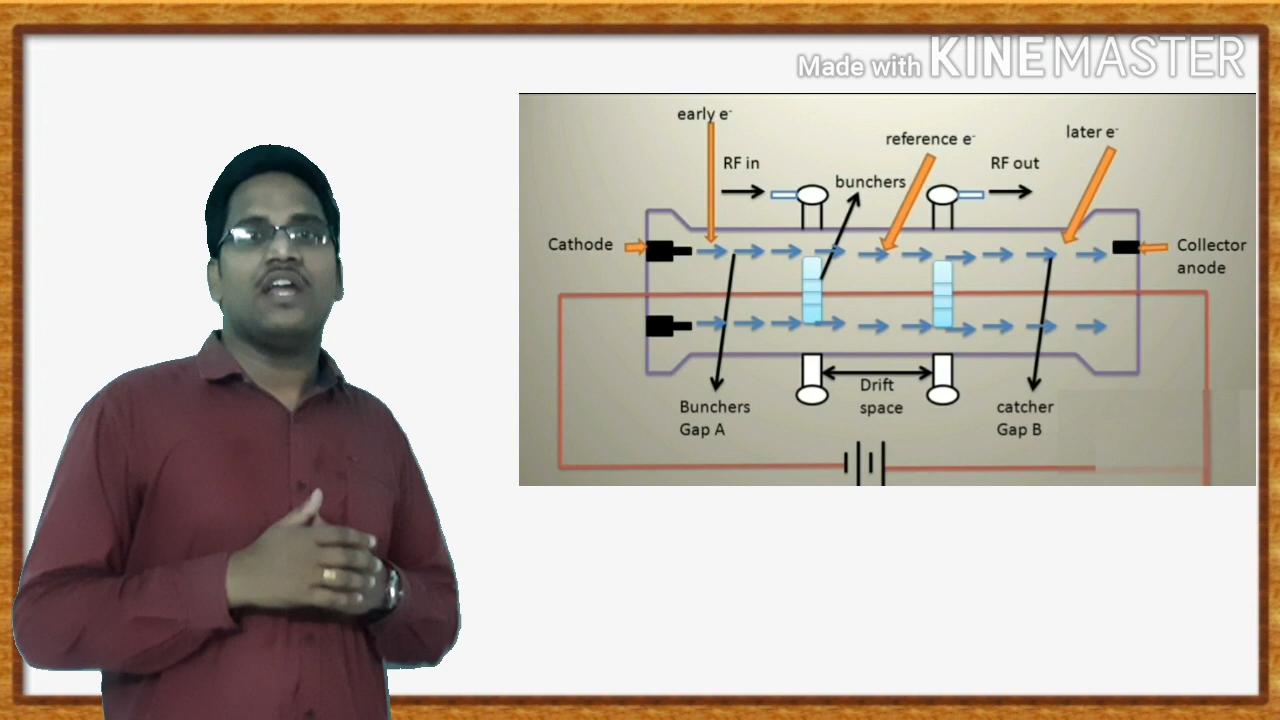 Made with KINEMASTER
early e-
reference e-
later e-
RF in
RF out
bunchers
Cathode
Collector
anode
Drift
space
Bunchers
Gap A
catcher
Gap B